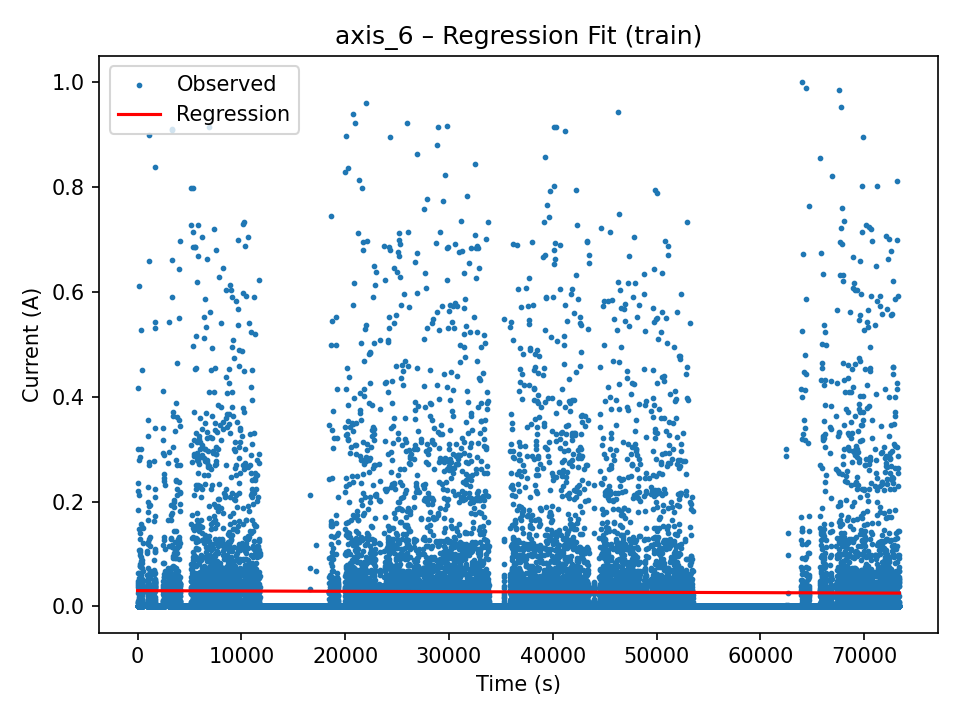 axis_6 – Regression Fit (train)
Observed
Regression
1.0
0.8
0.6
0.4
0.2
0.0
Current (A)
0 10000 20000 30000 40000 50000 60000 70000
Time (s)